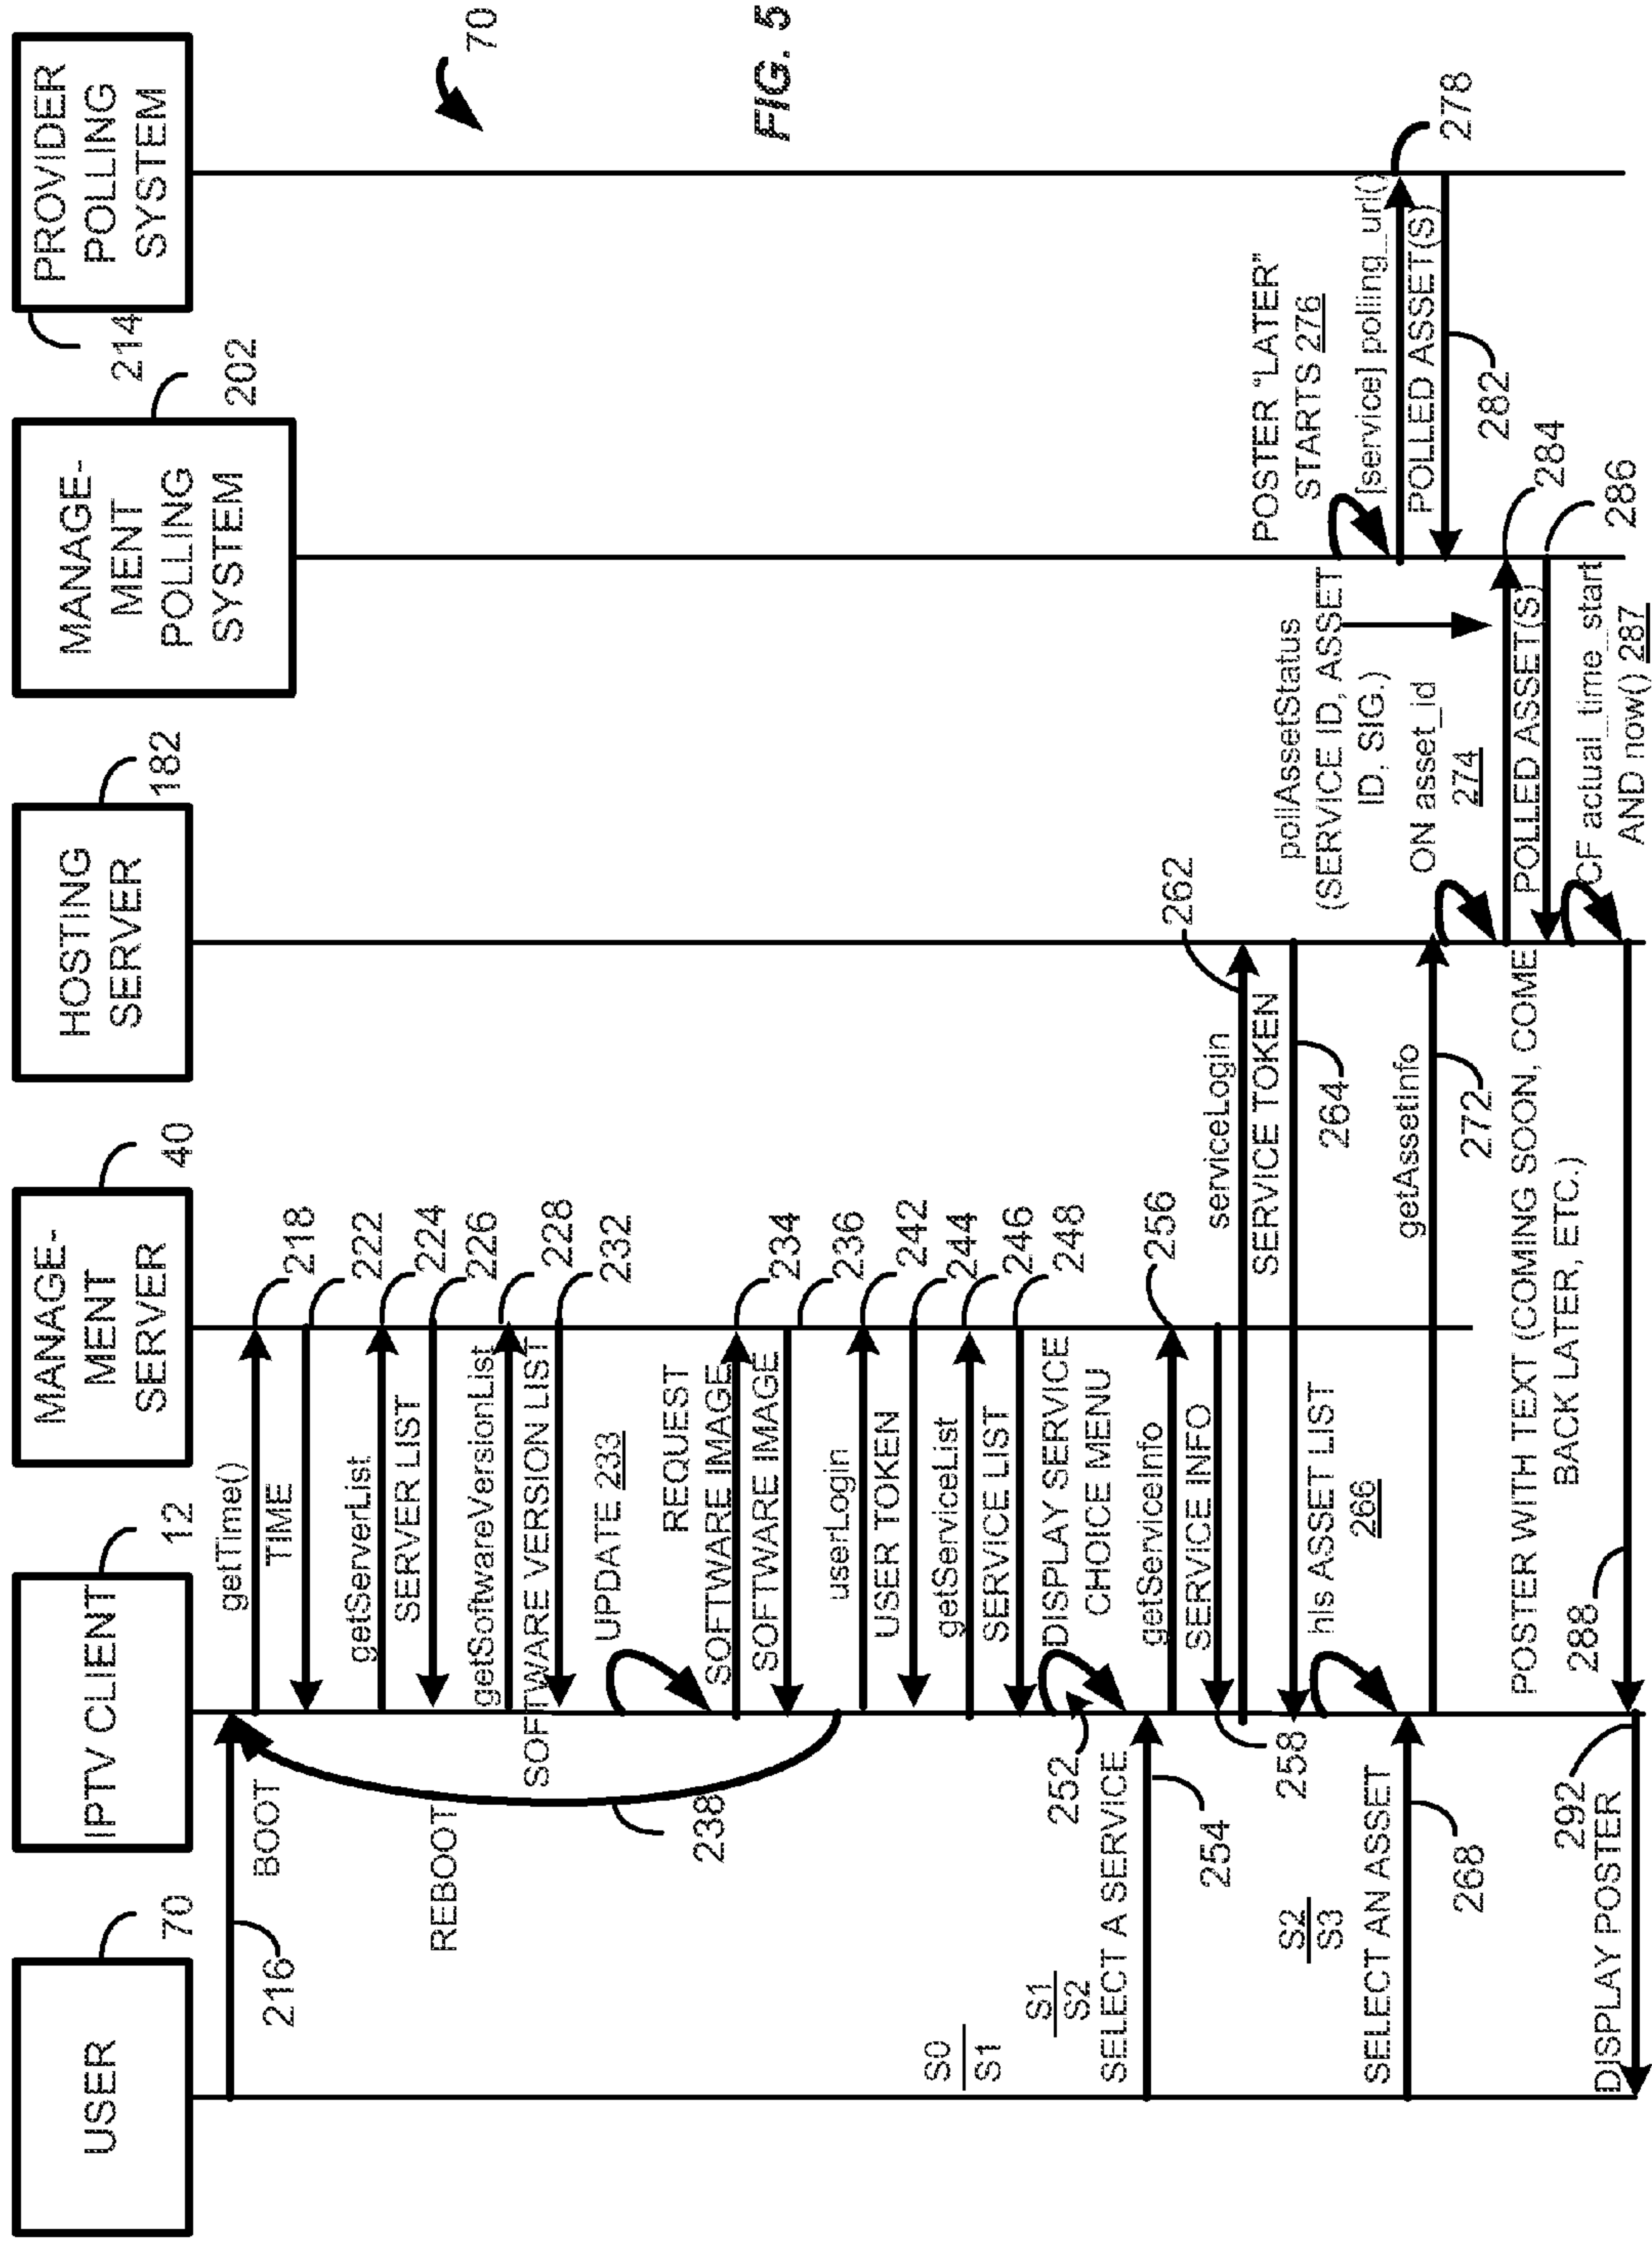 USER
70
IPTV CLIENT
12
MANAGE-
MENT
SERVER
40
HOSTING
SERVER
182
MANAGE-
MENT
POLLING
SYSTEM
202
PROVIDER
POLLING
SYSTEM
214
70
FIG. 5
BOOT
216
getTime()
218
TIME
222
getServerList
224
SERVER LIST
226
getSoftwareVersionList
228
SOFTWARE VERSION LIST
232
UPDATE 233
REQUEST
SOFTWARE IMAGE
234
SOFTWARE IMAGE
236
REBOOT
238
userLogin
242
USER TOKEN
244
getServiceList
246
SERVICE LIST
248
S0
S1
DISPLAY SERVICE
CHOICE MENU
252
S1
S2
SELECT A SERVICE
254
getServiceInfo
256
SERVICE INFO
258
serviceLogin
262
SERVICE TOKEN
264
hls ASSET LIST
266
S2
S3
SELECT AN ASSET
268
getAssetInfo
272
pollAssetStatus
(SERVICE ID, ASSET
ID, SIG.)
ON asset_id
274
POSTER "LATER"
STARTS 276
[service] polling_url()
278
POLLED ASSET(S)
282
284
POLLED ASSET(S)
286
CF actual_time_start
AND now() 287
POSTER WITH TEXT (COMING SOON, COME
BACK LATER, ETC.)
288
292
DISPLAY POSTER